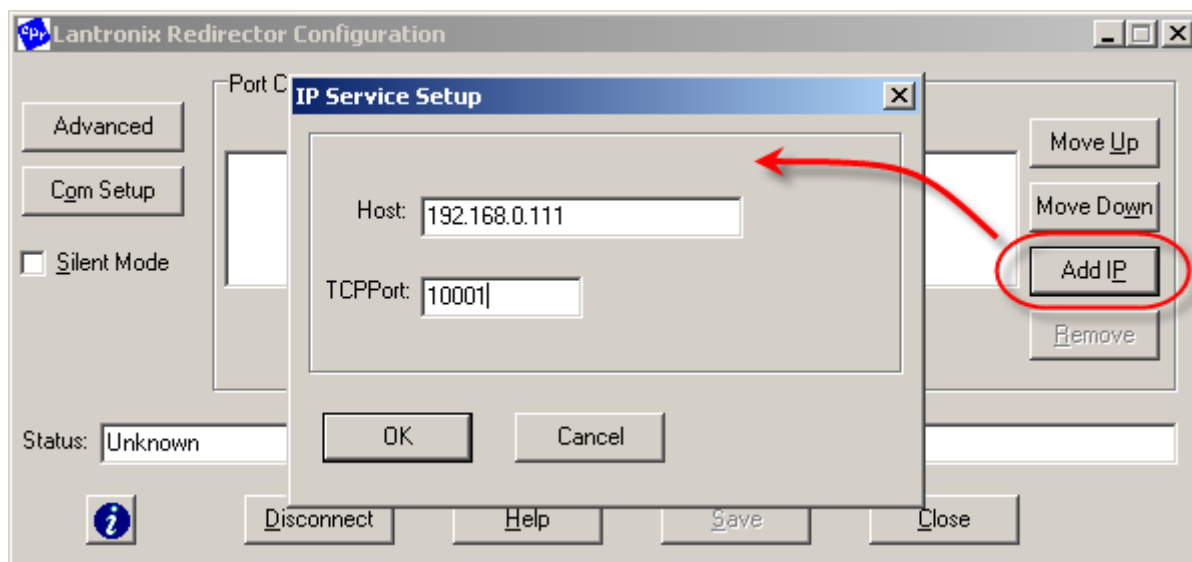 cpr Lantronix Redirector Configuration
Port C
IP Service Setup
Advanced
Com Setup
Silent Mode
Host: 192.168.0.111
TCPPort: 10001
Move Up
Move Down
Add IP
Remove
OK
Cancel
Status: Unknown
i
Disconnect
Help
Save
Close